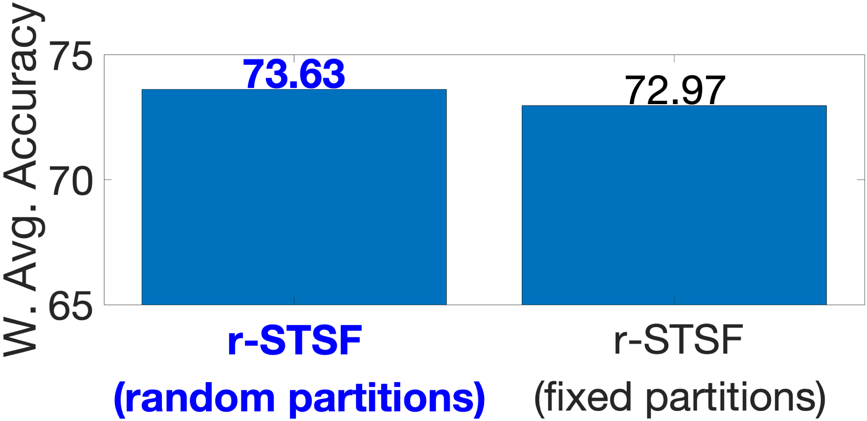 W. Avg. Accuracy
75
70
65
73.63
72.97
r-STSF
(random partitions)
r-STSF
(fixed partitions)